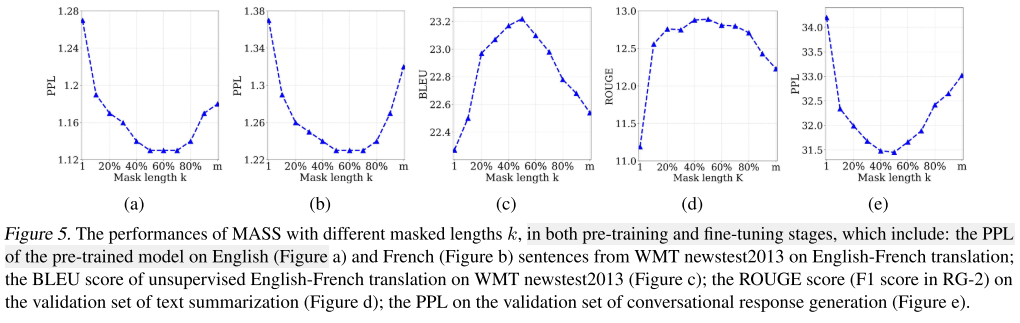 1.28
1.24
1.2
1.16
1.12
PPL
1 20% 40% 60% 80% m
Mask length k
(a)
1.38
1.34
1.3
1.26
1.22
PPL
1 20% 40% 60% 80% m
Mask length k
(b)
23.2
23.0
22.8
22.6
22.4
BLEU
1 20% 40% 60% 80% m
Mask length k
(c)
13.0
12.5
12.0
11.5
11.0
ROUGE
1 20% 40% 60% 80% m
Mask length K
(d)
34.0
33.5
33.0
32.5
32.0
31.5
PPL
1 20% 40% 60% 80% m
Mask length k
(e)
Figure 5. The performances of MASS with different masked lengths k, in both pre-training and fine-tuning stages, which include: the PPL
of the pre-trained model on English (Figure a) and French (Figure b) sentences from WMT newstest2013 on English-French translation;
the BLEU score of unsupervised English-French translation on WMT newstest2013 (Figure c); the ROUGE score (F1 score in RG-2) on
the validation set of text summarization (Figure d); the PPL on the validation set of conversational response generation (Figure e).